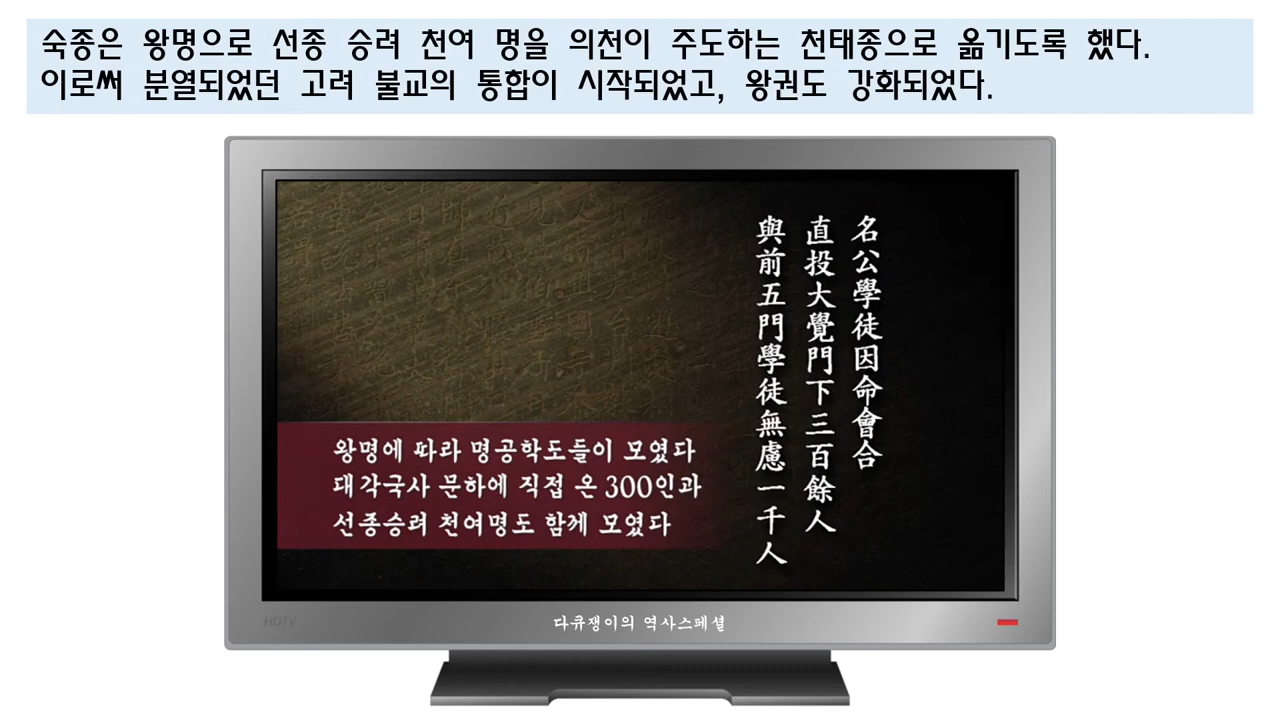 숙종은 왕명으로 선종 승려 천여 명을 의천이 주도하는 천태종으로 옮기도록 했다.
이로써 분열되었던 고려 불교의 통합이 시작되었고, 왕권도 강화되었다.
名公學徒因命會合
直投大覺門下三百餘人
與前五門學徒無慮一千人
왕명에 따라 명공학도들이 모였다
대각국사 문하에 직접 온 300인과
선종승려 천여명도 함께 모였다
HDTV
다큐쟁이의 역사스페셜